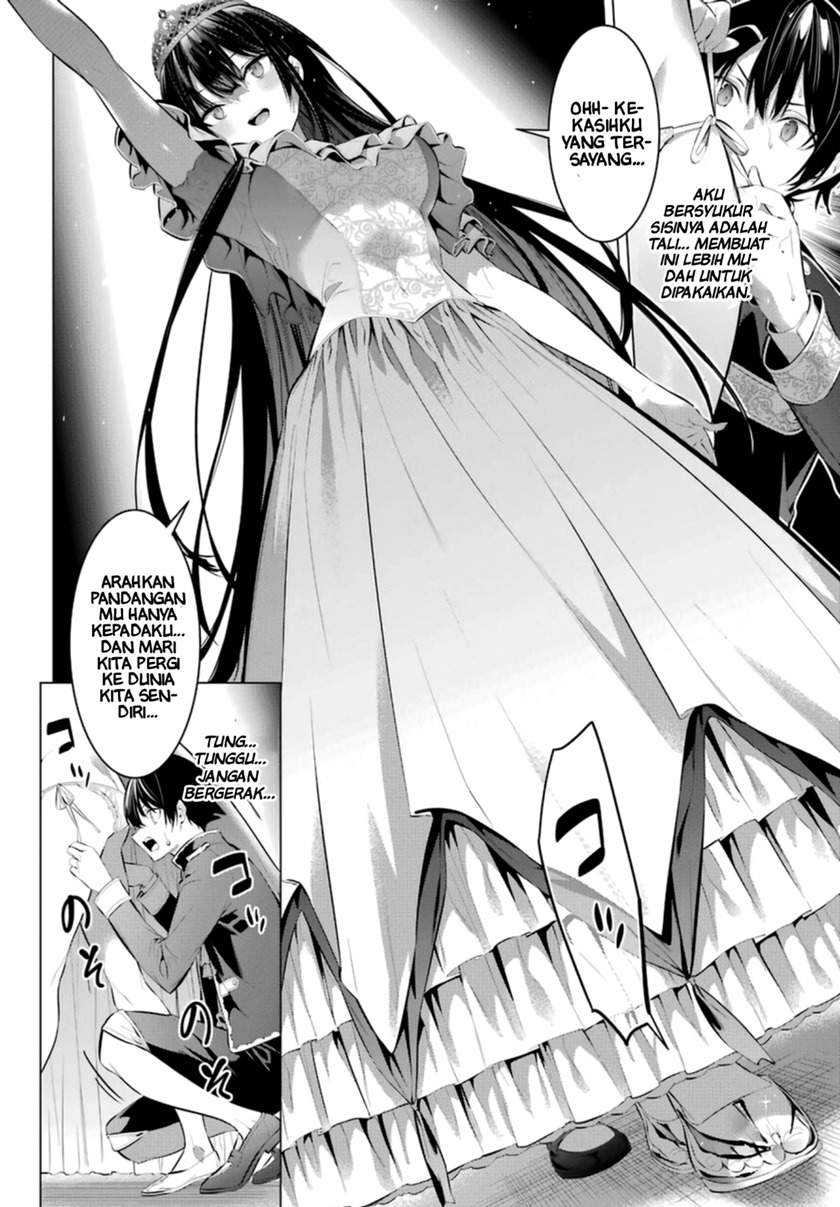 OHH- KE-
KASIHKU
YANG TER-
SAYANG...
AKU
BERSYUKUR
SISINYA ADALAH
TALI... MEMBUAT
INI LEBIH MU-
DAH UNTUK
DIPAKAIKAN.
ARAHKAN
PANDANGAN
MU HANYA
KEPADAKU...
DAN MARI
KITA PERGI
KE DUNIA
KITA SEN-
DIRI...
TUNG...
TUNGGU...
JANGAN
BERGERAK...
コッ
コッ
のそ
のそ